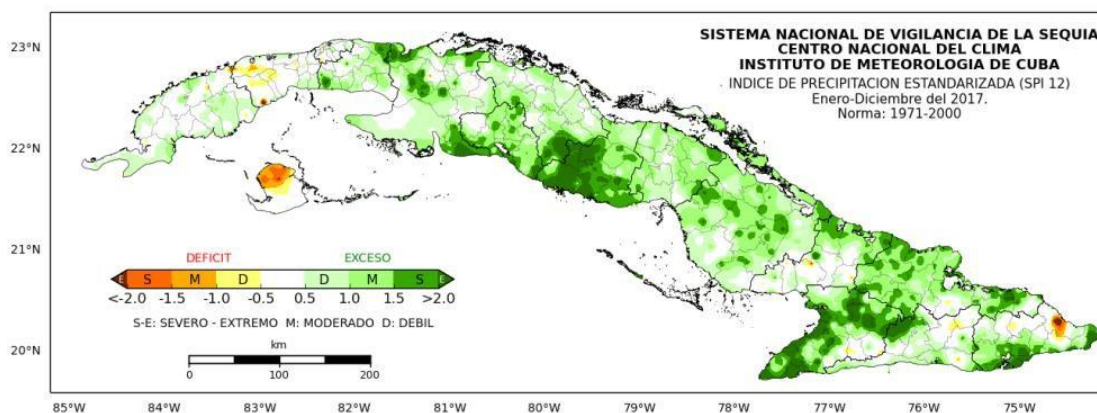 SISTEMA NACIONAL DE VIGILANCIA DE LA SEQUIA
CENTRO NACIONAL DEL CLIMA
INSTITUTO DE METEOROLOGIA DE CUBA
INDICE DE PRECIPITACION ESTANDARIZADA (SPI 12)
Enero-Diciembre del 2017.
Norma: 1971-2000
23°N
22°N
21°N
20°N
DEFICIT EXCESO
E S M D D M S E
<-2.0 -1.5 -1.0 -0.5 0.5 1.0 1.5 >2.0
S-E: SEVERO - EXTREMO M: MODERADO D: DEBIL
km
0 100 200
85°W 84°W 83°W 82°W 81°W 80°W 79°W 78°W 77°W 76°W 75°W